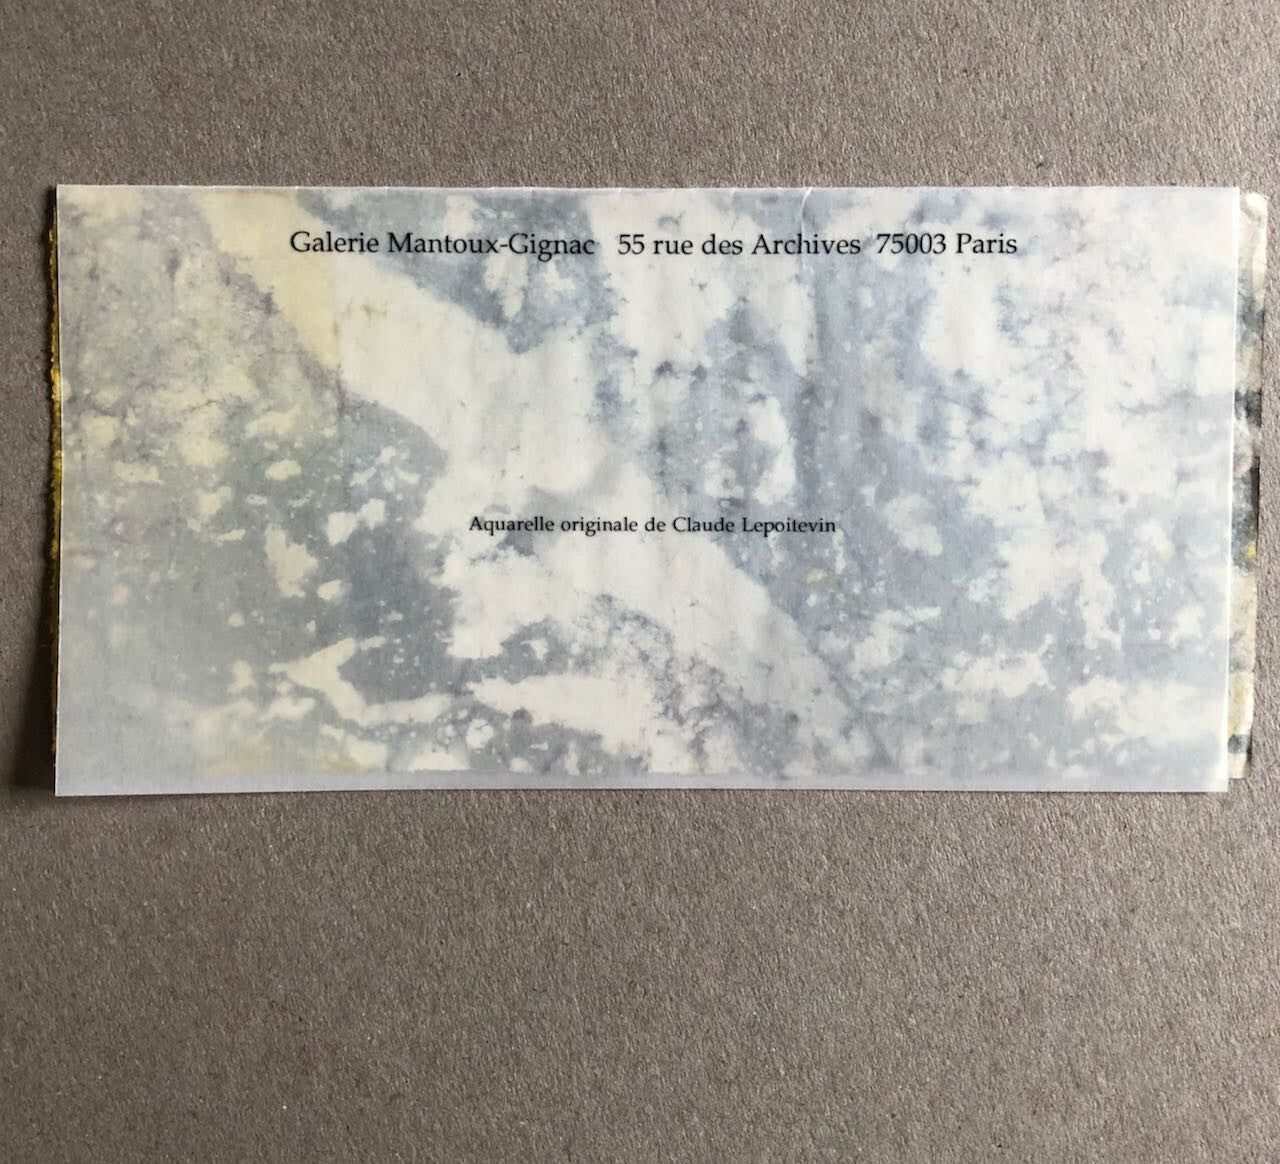 Galerie Mantoux-Gignac 55 rue des Archives 75003 Paris
Aquarelle originale de Claude Lepoitevin